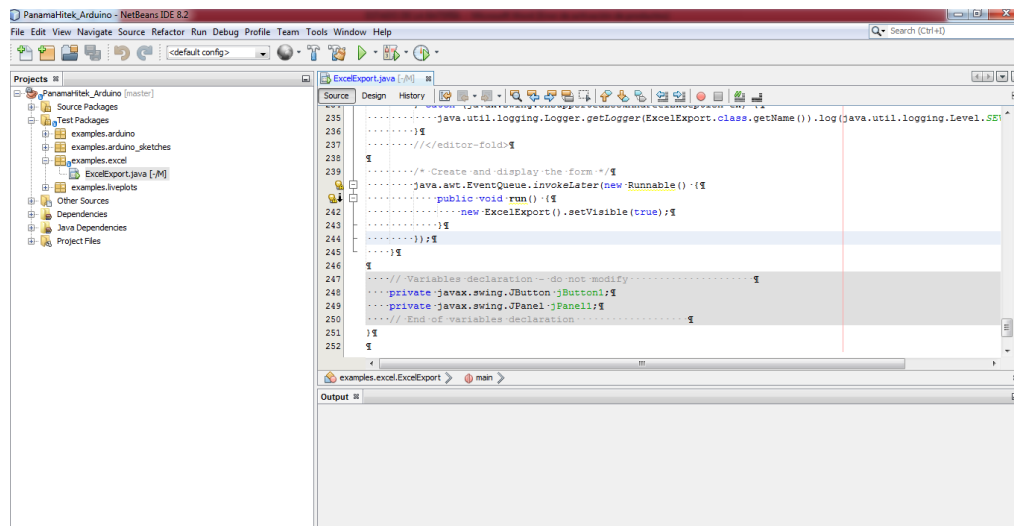 PanamaHitek_Arduino - NetBeans IDE 8.2
File Edit View Navigate Source Refactor Run Debug Profile Team Tools Window Help
Search (Ctrl+I)
<default config>
Projects
PanamaHitek_Arduino [master]
Source Packages
Test Packages
examples.arduino
examples.arduino_sketches
examples.excel
ExcelExport.java [-/M]
examples.liveplots
Other Sources
Dependencies
Java Dependencies
Project Files
ExcelExport.java [-/M]
Source Design History
235 ················java.util.logging.Logger.getLogger(ExcelExport.class.getName()).log(java.util.logging.Level.SEV
236 ········}¶
237 ········//</editor-fold>¶
238 ¶
239 ········/*·Create·and·display·the·form·*/¶
········java.awt.EventQueue.invokeLater(new·Runnable()·{¶
············public·void·run()·{¶
242 ················new·ExcelExport().setVisible(true);¶
243 ············}¶
244 ········});¶
245 ····}¶
246 ¶
247 ····//·Variables·declaration·-·do·not·modify·····················¶
248 ····private·javax.swing.JButton·jButton1;¶
249 ····private·javax.swing.JPanel·jPanel1;¶
250 ····//·End·of·variables·declaration···················¶
251 }¶
252 ¶
examples.excel.ExcelExport
main
Output